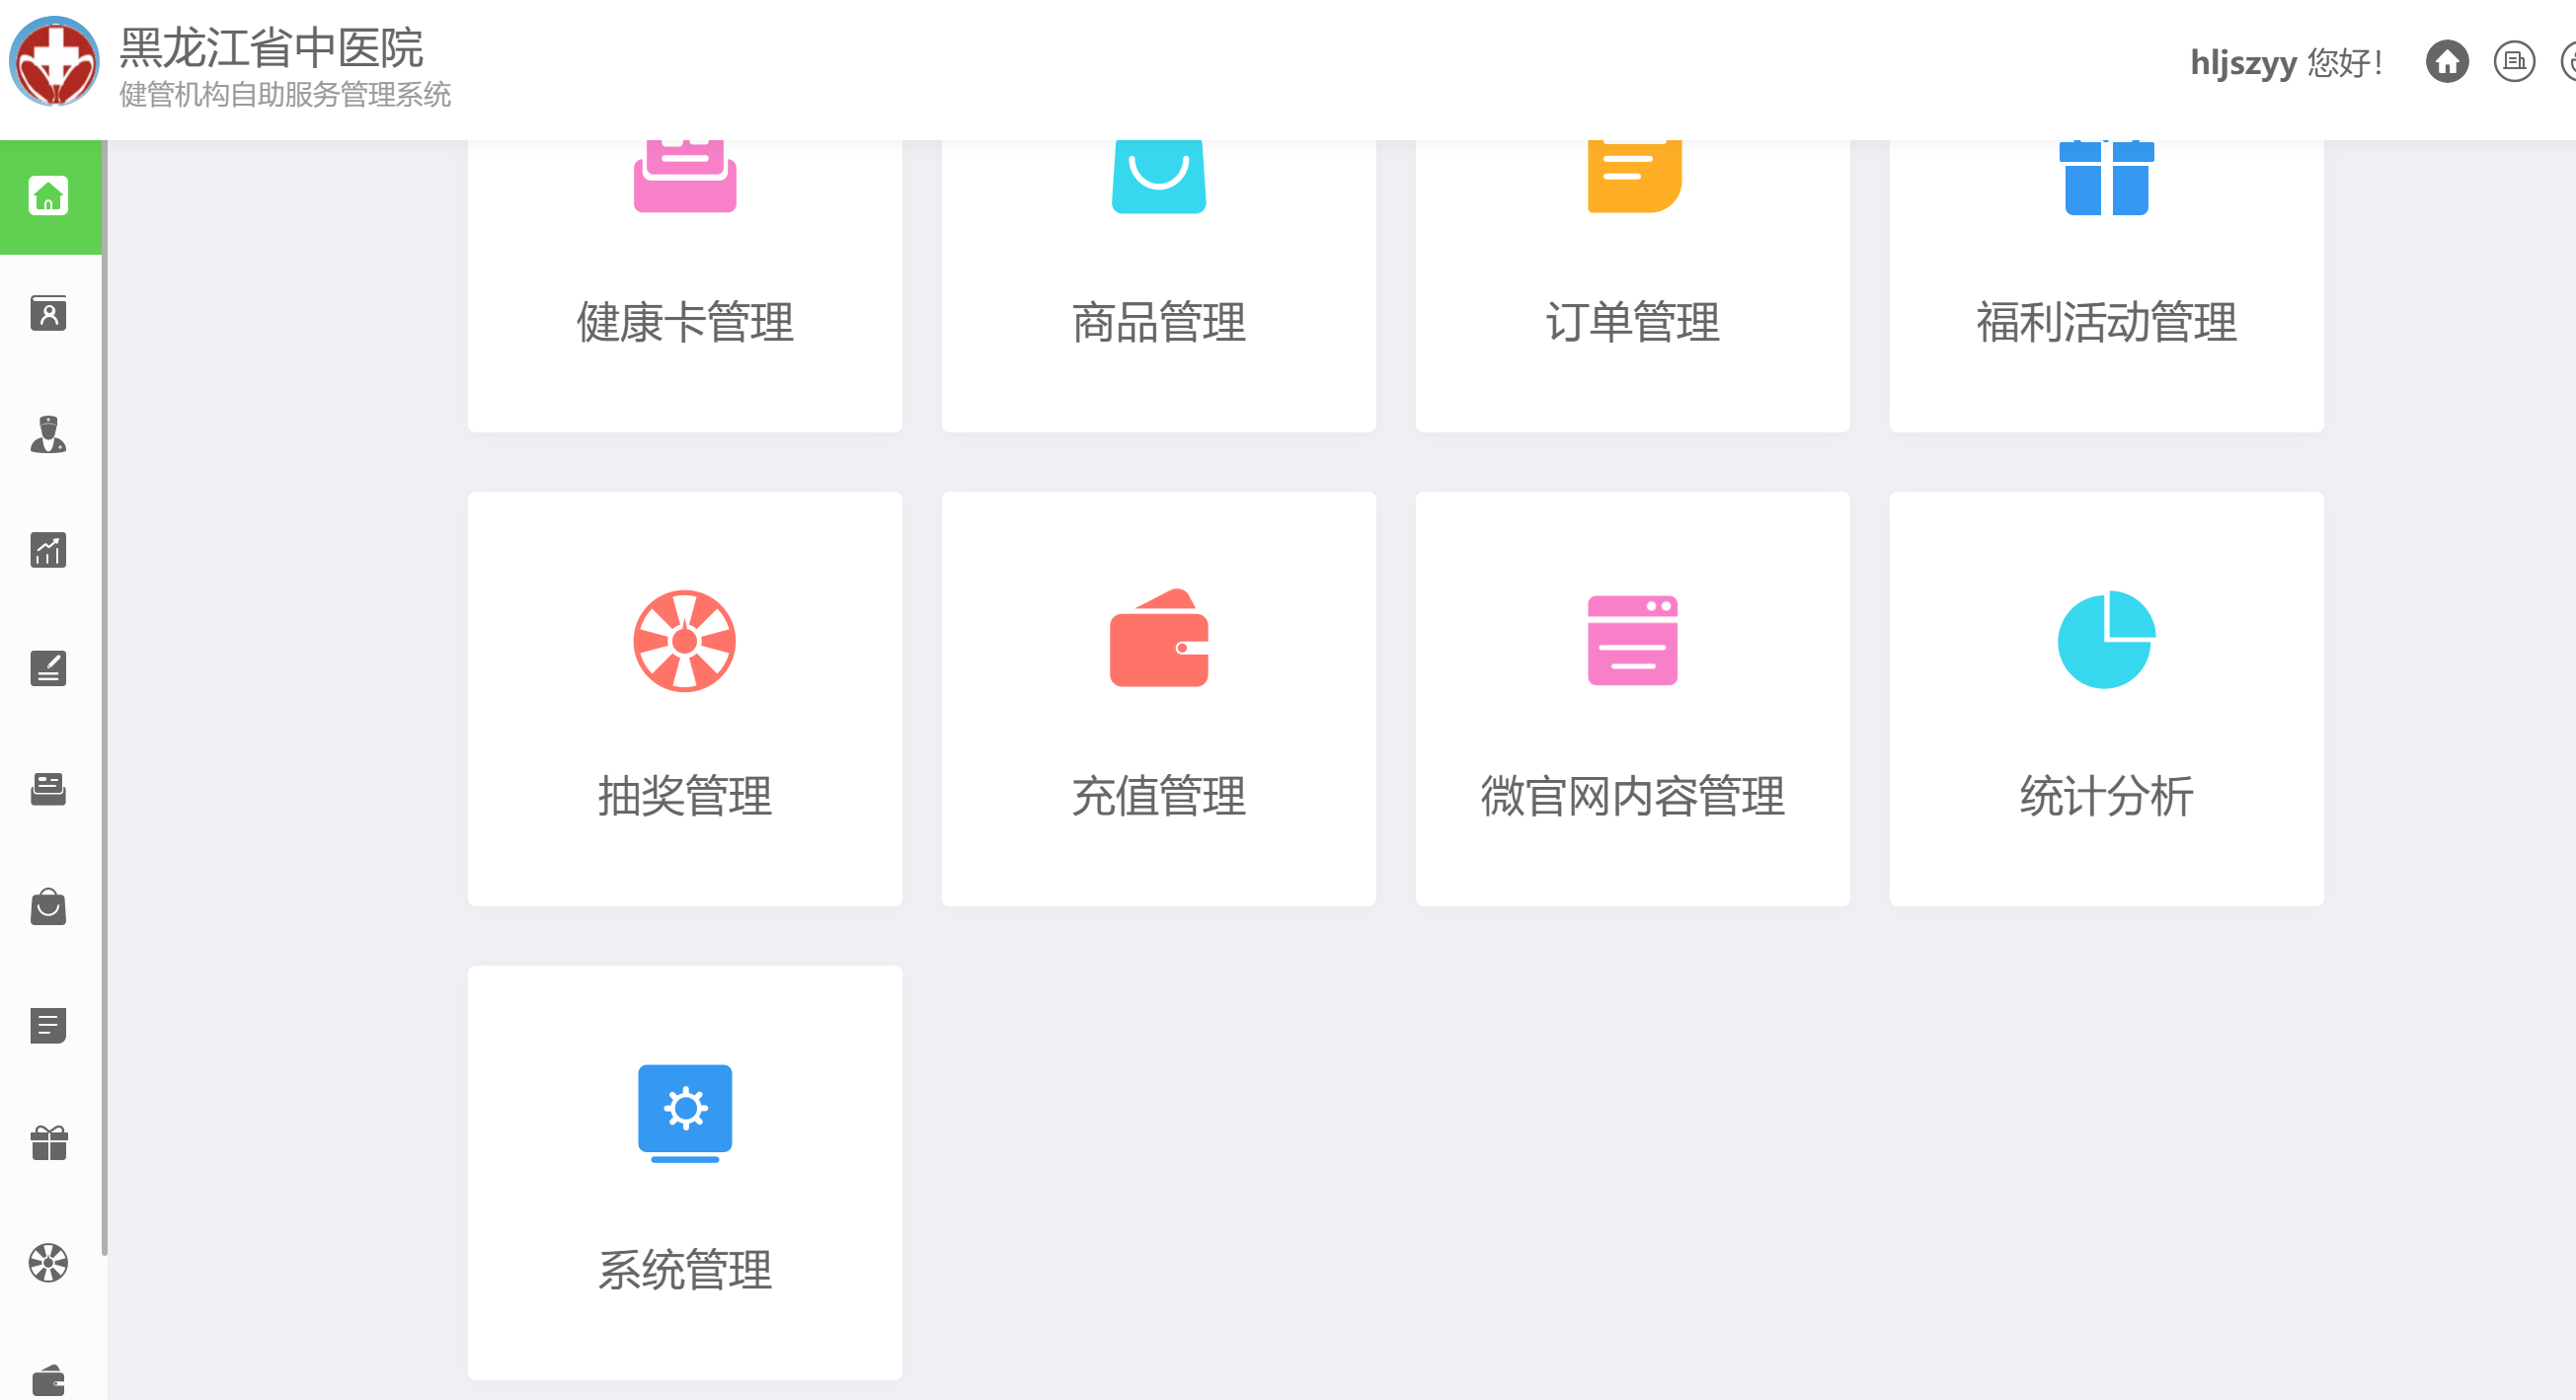 黑龙江省中医院
健管机构自助服务管理系统
hljszyy 您好!
健康卡管理
商品管理
订单管理
福利活动管理
抽奖管理
充值管理
微官网内容管理
统计分析
系统管理